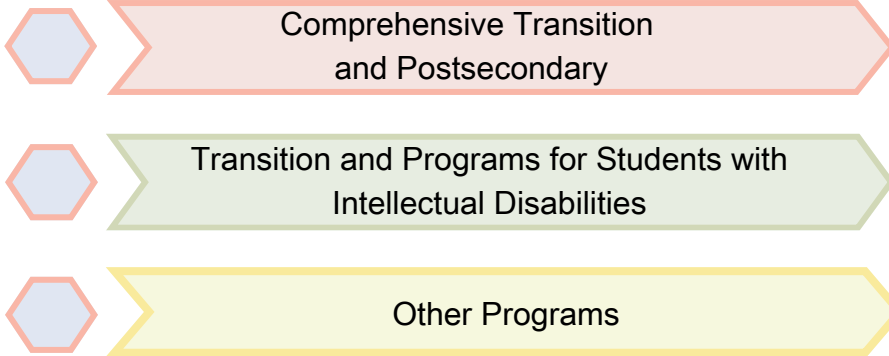 Comprehensive Transition
and Postsecondary
Transition and Programs for Students with
Intellectual Disabilities
Other Programs